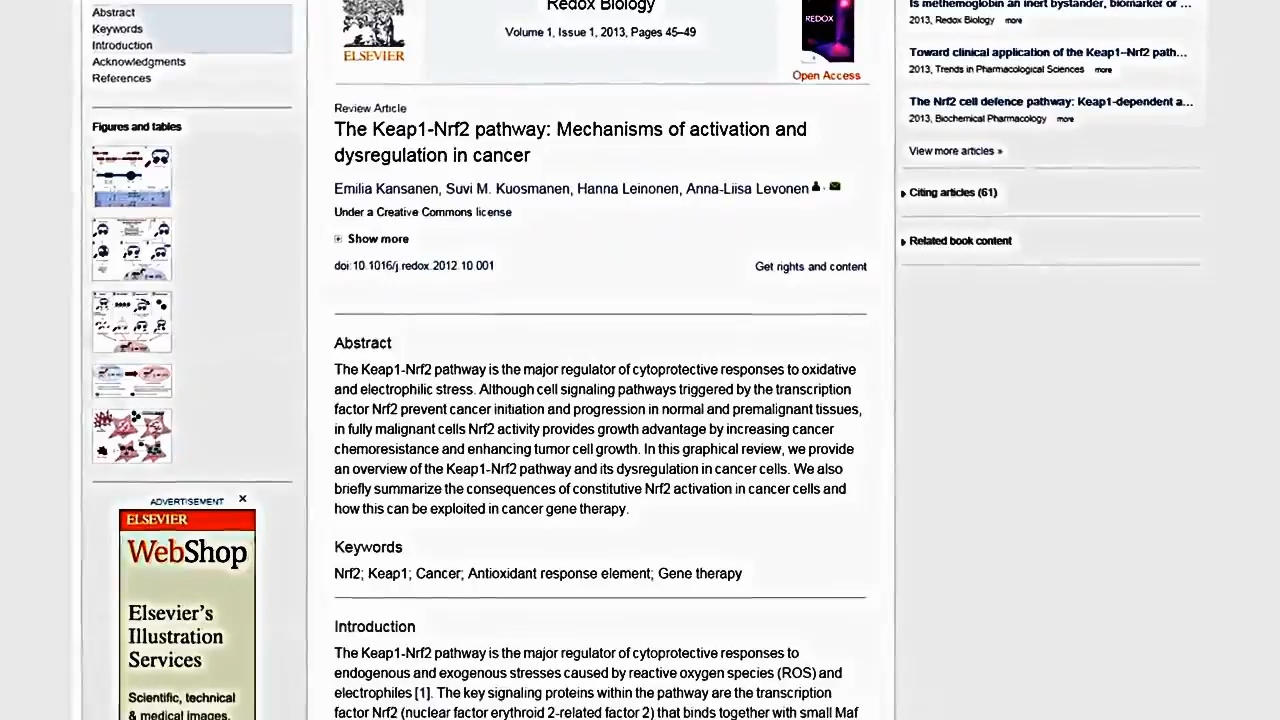 Abstract
Keywords
Introduction
Acknowledgments
References
Figures and tables
ADVERTISEMENT
ELSEVIER
WebShop
Elsevier's
Illustration
Services
Scientific, technical
& medical images,
ELSEVIER
Redox Biology
Volume 1, Issue 1, 2013, Pages 45–49
REDOX
Open Access
Review Article
The Keap1-Nrf2 pathway: Mechanisms of activation and
dysregulation in cancer
Emilia Kansanen, Suvi M. Kuosmanen, Hanna Leinonen, Anna-Liisa Levonen
Under a Creative Commons license
Show more
doi:10.1016/j.redox.2012.10.001
Get rights and content
Abstract
The Keap1-Nrf2 pathway is the major regulator of cytoprotective responses to oxidative
and electrophilic stress. Although cell signaling pathways triggered by the transcription
factor Nrf2 prevent cancer initiation and progression in normal and premalignant tissues,
in fully malignant cells Nrf2 activity provides growth advantage by increasing cancer
chemoresistance and enhancing tumor cell growth. In this graphical review, we provide
an overview of the Keap1-Nrf2 pathway and its dysregulation in cancer cells. We also
briefly summarize the consequences of constitutive Nrf2 activation in cancer cells and
how this can be exploited in cancer gene therapy.
Keywords
Nrf2; Keap1; Cancer; Antioxidant response element; Gene therapy
Introduction
The Keap1-Nrf2 pathway is the major regulator of cytoprotective responses to
endogenous and exogenous stresses caused by reactive oxygen species (ROS) and
electrophiles [1]. The key signaling proteins within the pathway are the transcription
factor Nrf2 (nuclear factor erythroid 2-related factor 2) that binds together with small Maf
Is methemoglobin an inert bystander, biomarker or ...
2013, Redox Biology more
Toward clinical application of the Keap1–Nrf2 path...
2013, Trends in Pharmacological Sciences more
The Nrf2 cell defence pathway: Keap1-dependent a...
2013, Biochemical Pharmacology more
View more articles »
Citing articles (61)
Related book content